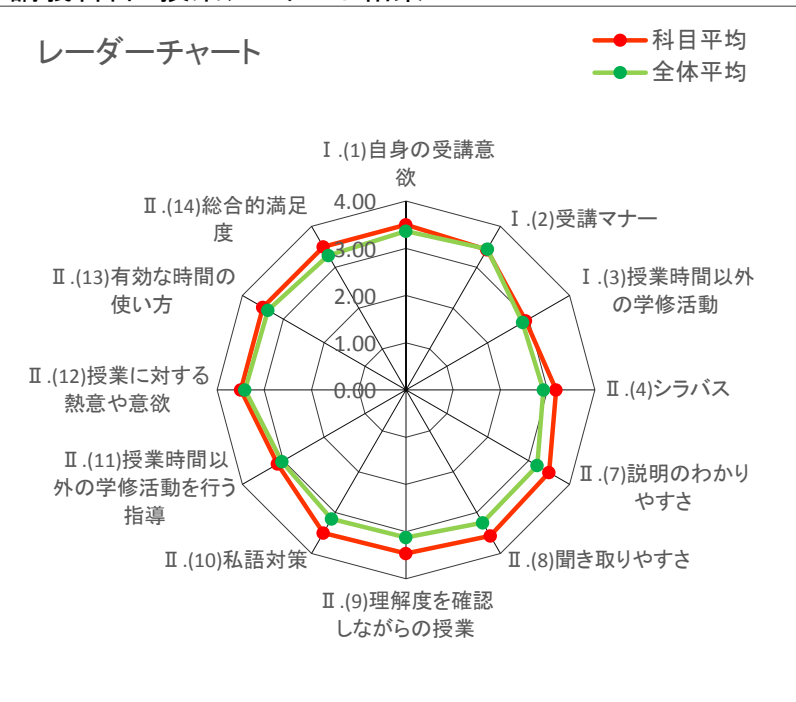 レーダーチャート
科目平均
全体平均
Ⅰ.(1)自身の受講意
欲
Ⅰ.(2)受講マナー
Ⅰ.(3)授業時間以外
の学修活動
Ⅱ.(4)シラバス
Ⅱ.(7)説明のわかり
やすさ
Ⅱ.(8)聞き取りやすさ
Ⅱ.(9)理解度を確認
しながらの授業
Ⅱ.(10)私語対策
Ⅱ.(11)授業時間以
外の学修活動を行う
指導
Ⅱ.(12)授業に対する
熱意や意欲
Ⅱ.(13)有効な時間の
使い方
Ⅱ.(14)総合的満足
度
4.00
3.00
2.00
1.00
0.00